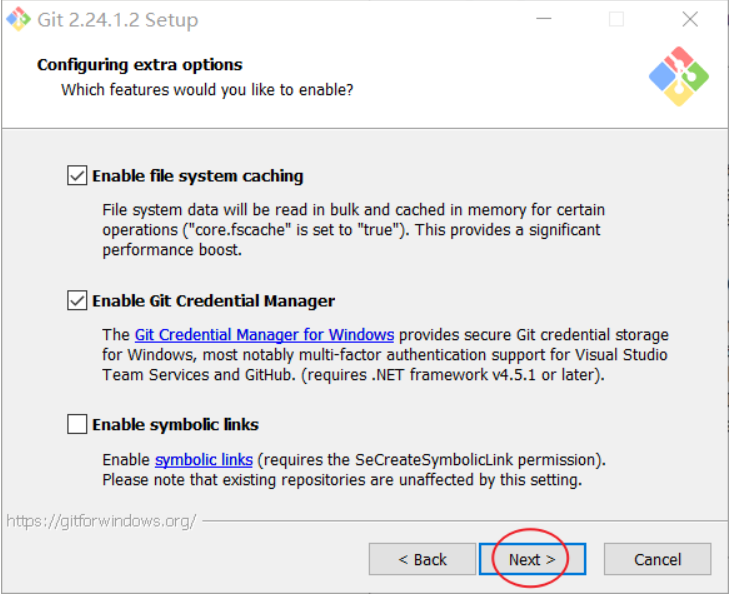 Git 2.24.1.2 Setup
Configuring extra options
Which features would you like to enable?
Enable file system caching
File system data will be read in bulk and cached in memory for certain
operations ("core.fscache" is set to "true"). This provides a significant
performance boost.
Enable Git Credential Manager
The Git Credential Manager for Windows provides secure Git credential storage
for Windows, most notably multi-factor authentication support for Visual Studio
Team Services and GitHub. (requires .NET framework v4.5.1 or later).
Enable symbolic links
Enable symbolic links (requires the SeCreateSymbolicLink permission).
Please note that existing repositories are unaffected by this setting.
https://gitforwindows.org/
< Back Next > Cancel